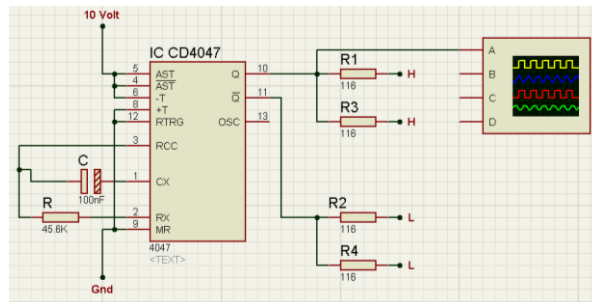 10 Volt
IC CD4047
5 AST Q 10
4 AST
6 -T Q 11
8 +T
12 RTRG OSC 13
3 RCC
1 CX
2 RX
9 MR
4047
<TEXT>
C
100nF
R
45.6K
Gnd
R1
116
H
R3
116
H
R2
116
L
R4
116
L
A
B
C
D